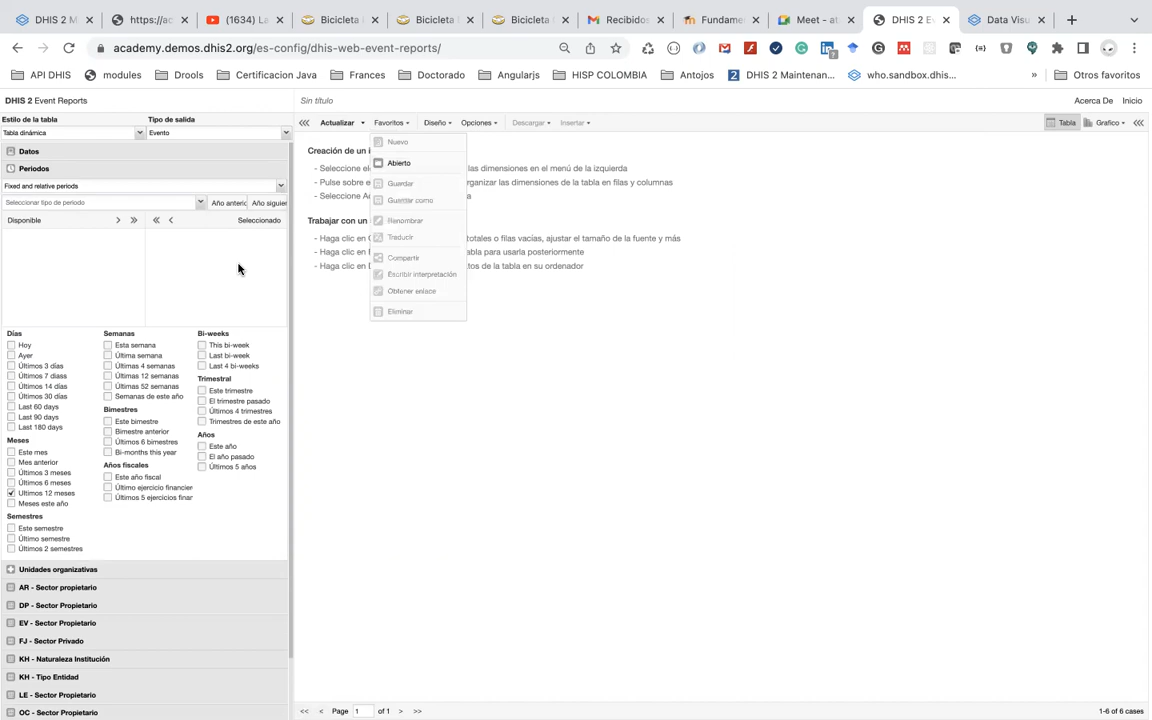 DHIS 2 M
https://ac
(1634) La
Bicicleta
Bicicleta
Bicicleta
Recibidos
Fundame
Meet - at
DHIS 2 Ev
Data Visu
academy.demos.dhis2.org/es-config/dhis-web-event-reports/
API DHIS
modules
Drools
Certificacion Java
Frances
Doctorado
Angularjs
HISP COLOMBIA
Antojos
DHIS 2 Maintenan...
who.sandbox.dhis...
»
Otros favoritos
DHIS 2 Event Reports
Sin título
Acerca De
Inicio
Estilo de la tabla
Tipo de salida
Tabla dinámica
Evento
Actualizar
Favoritos
Diseño
Opciones
Descargar
Insertar
Tabla
Grafico
Datos
Periodos
Fixed and relative periods
Seleccionar tipo de periodo
Año anteric
Año siguier
Disponible
Seleccionado
Nuevo
Abierto
Guardar
Guardar como
Renombrar
Traducir
Compartir
Escribir interpretación
Obtener enlace
Eliminar
Creación de un i
- Seleccione el
las dimensiones en el menú de la izquierda
- Pulse sobre e
organizar las dimensiones de la tabla en filas y columnas
- Seleccione Ac
a
Trabajar con un
- Haga clic en O
totales o filas vacías, ajustar el tamaño de la fuente y más
- Haga clic en F
abla para usarla posteriormente
- Haga clic en D
atos de la tabla en su ordenador
Días
Hoy
Ayer
Últimos 3 días
Últimos 7 diass
Últimos 14 días
Últimos 30 días
Last 60 days
Last 90 days
Last 180 days
Meses
Este mes
Mes anterior
Últimos 3 meses
Últimos 6 meses
Ultimos 12 meses
Meses este año
Semestres
Este semestre
Último semestre
Últimos 2 semestres
Semanas
Esta semana
Última semana
Últimas 4 semanas
Últimas 12 semanas
Últimas 52 semanas
Semanas de este año
Bimestres
Este bimestre
Bimestre anterior
Últimos 6 bimestres
Bi-months this year
Años fiscales
Este año fiscal
Último ejercicio financier
Últimos 5 ejercicios finar
Bi-weeks
This bi-week
Last bi-week
Last 4 bi-weeks
Trimestral
Este trimestre
El trimestre pasado
Últimos 4 trimestres
Trimestres de este año
Años
Este año
El año pasado
Últimos 5 años
Unidades organizativas
AR - Sector propietario
DP - Sector Propietario
EV - Sector Propietario
FJ - Sector Privado
KH - Naturaleza Institución
KH - Tipo Entidad
LE - Sector Propietario
OC - Sector Propietario
<< < Page 1 of 1 > >>
1-6 of 6 cases